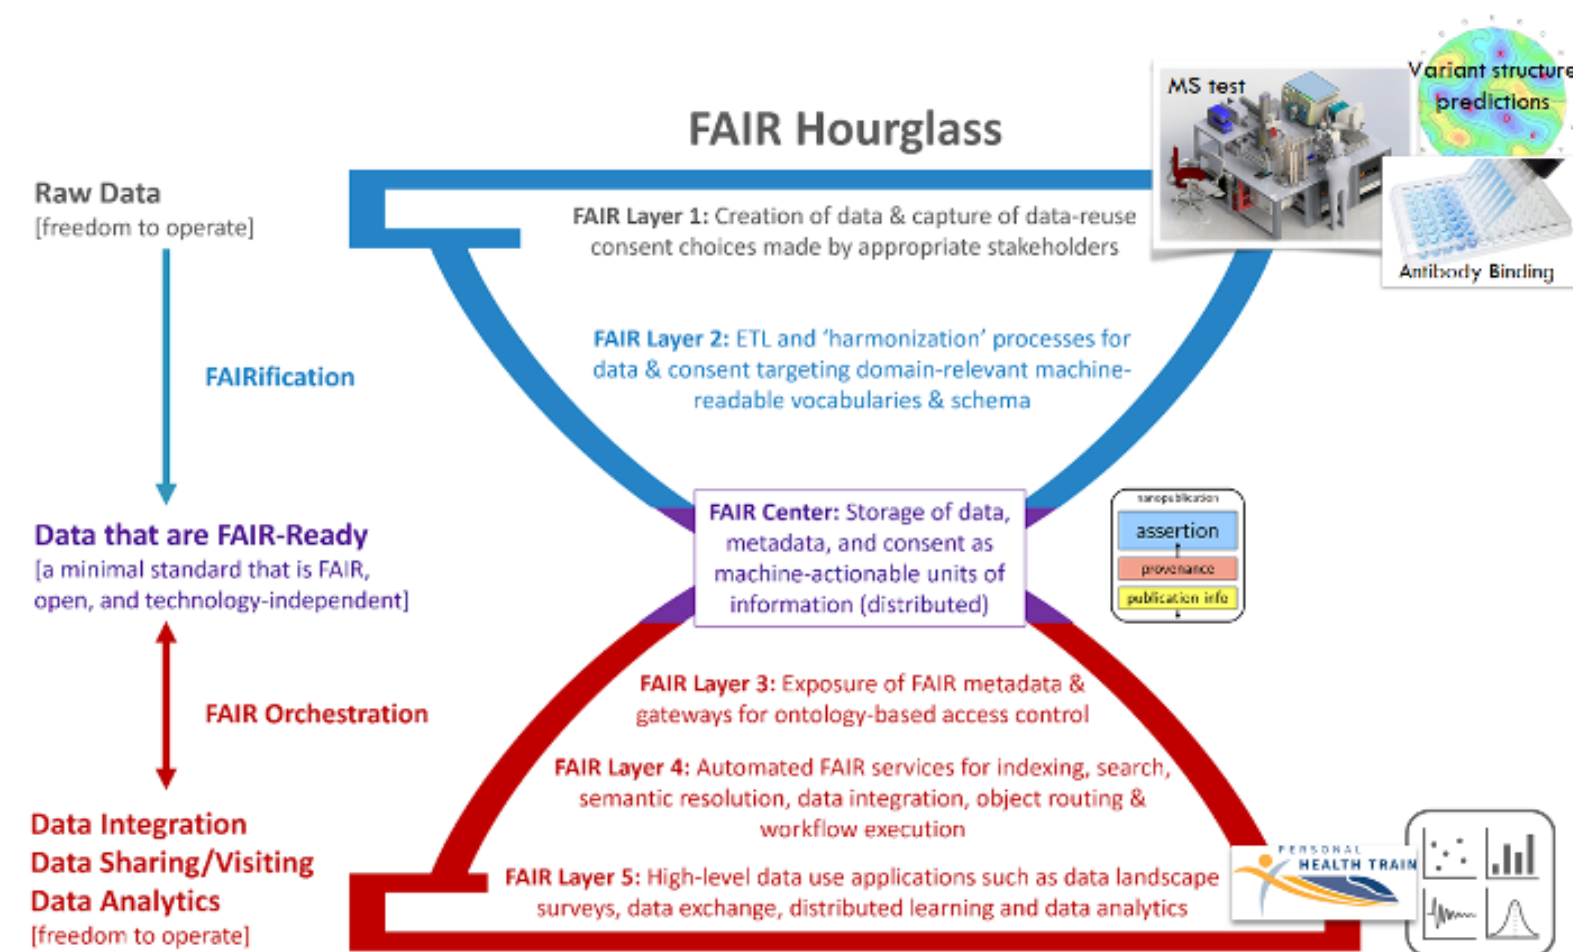 FAIR Hourglass
MS test
Variant structure
predictions
Antibody Binding
Raw Data
[freedom to operate]
FAIR Layer 1: Creation of data & capture of data-reuse
consent choices made by appropriate stakeholders
FAIRification
FAIR Layer 2: ETL and ‘harmonization’ processes for
data & consent targeting domain-relevant machine-
readable vocabularies & schema
Data that are FAIR-Ready
[a minimal standard that is FAIR,
open, and technology-independent]
FAIR Center: Storage of data,
metadata, and consent as
machine-actionable units of
information (distributed)
nanopublication
assertion
provenance
publication info
FAIR Orchestration
FAIR Layer 3: Exposure of FAIR metadata &
gateways for ontology-based access control
FAIR Layer 4: Automated FAIR services for indexing, search,
semantic resolution, data integration, object routing &
workflow execution
Data Integration
Data Sharing/Visiting
Data Analytics
[freedom to operate]
FAIR Layer 5: High-level data use applications such as data landscape
surveys, data exchange, distributed learning and data analytics
PERSONAL
HEALTH TRAIN